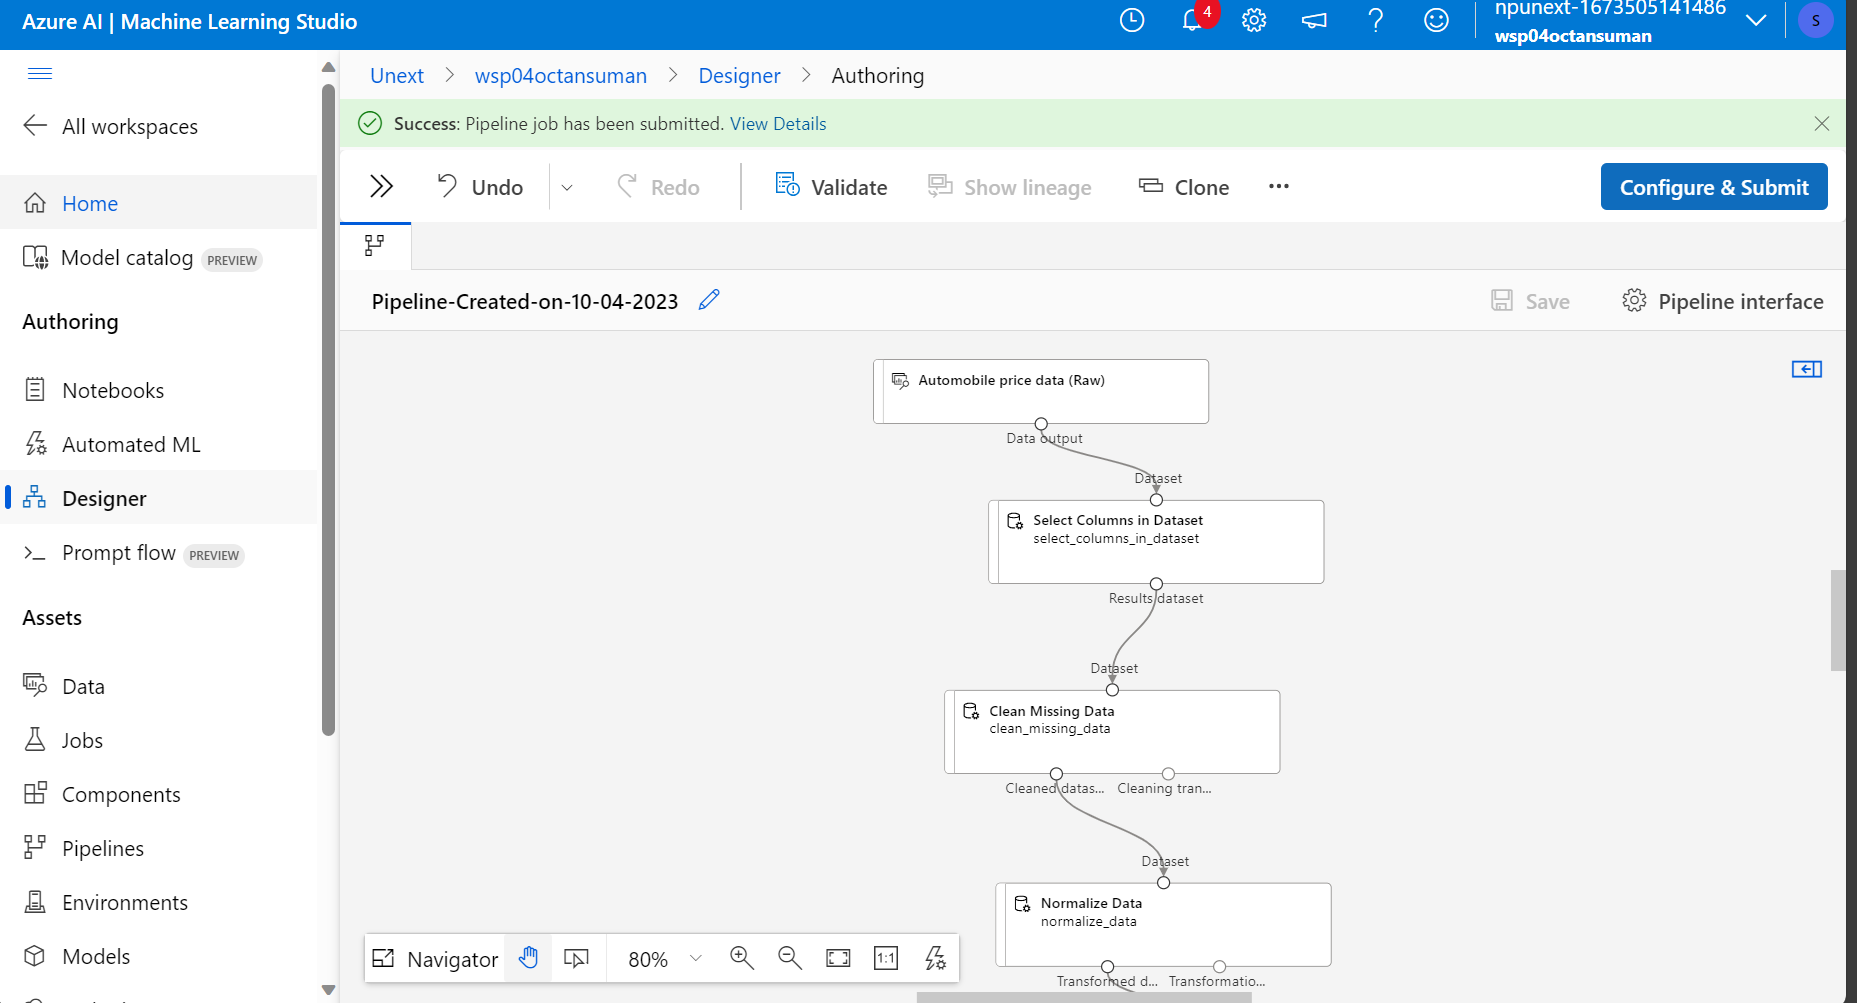 Azure AI | Machine Learning Studio
4
npunext-1673505141486
wsp04octansuman
S
All workspaces
Home
Model catalog PREVIEW
Authoring
Notebooks
Automated ML
Designer
Prompt flow PREVIEW
Assets
Data
Jobs
Components
Pipelines
Environments
Models
Unext > wsp04octansuman > Designer > Authoring
Success: Pipeline job has been submitted. View Details
Undo
Redo
Validate
Show lineage
Clone
Configure & Submit
Pipeline-Created-on-10-04-2023
Save
Pipeline interface
Automobile price data (Raw)
Data output
Dataset
Select Columns in Dataset
select_columns_in_dataset
Results dataset
Dataset
Clean Missing Data
clean_missing_data
Cleaned datas... Cleaning tran...
Dataset
Normalize Data
normalize_data
Transformed d... Transformatio...
Navigator
80%
1:1